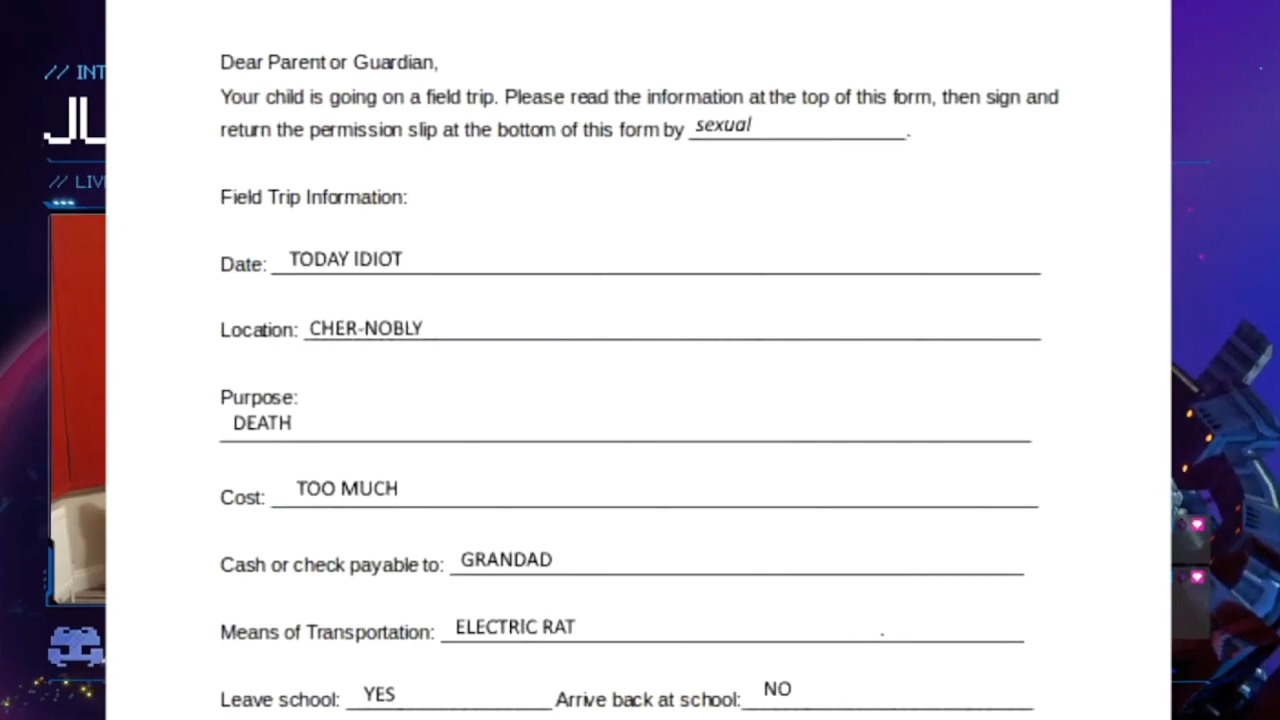 // INT
JL
// LIV
Dear Parent or Guardian,
Your child is going on a field trip. Please read the information at the top of this form, then sign and
return the permission slip at the bottom of this form by sexual.
Field Trip Information:
Date: TODAY IDIOT
Location: CHER-NOBLY
Purpose:
DEATH
Cost: TOO MUCH
Cash or check payable to: GRANDAD
Means of Transportation: ELECTRIC RAT
Leave school: YES Arrive back at school: NO